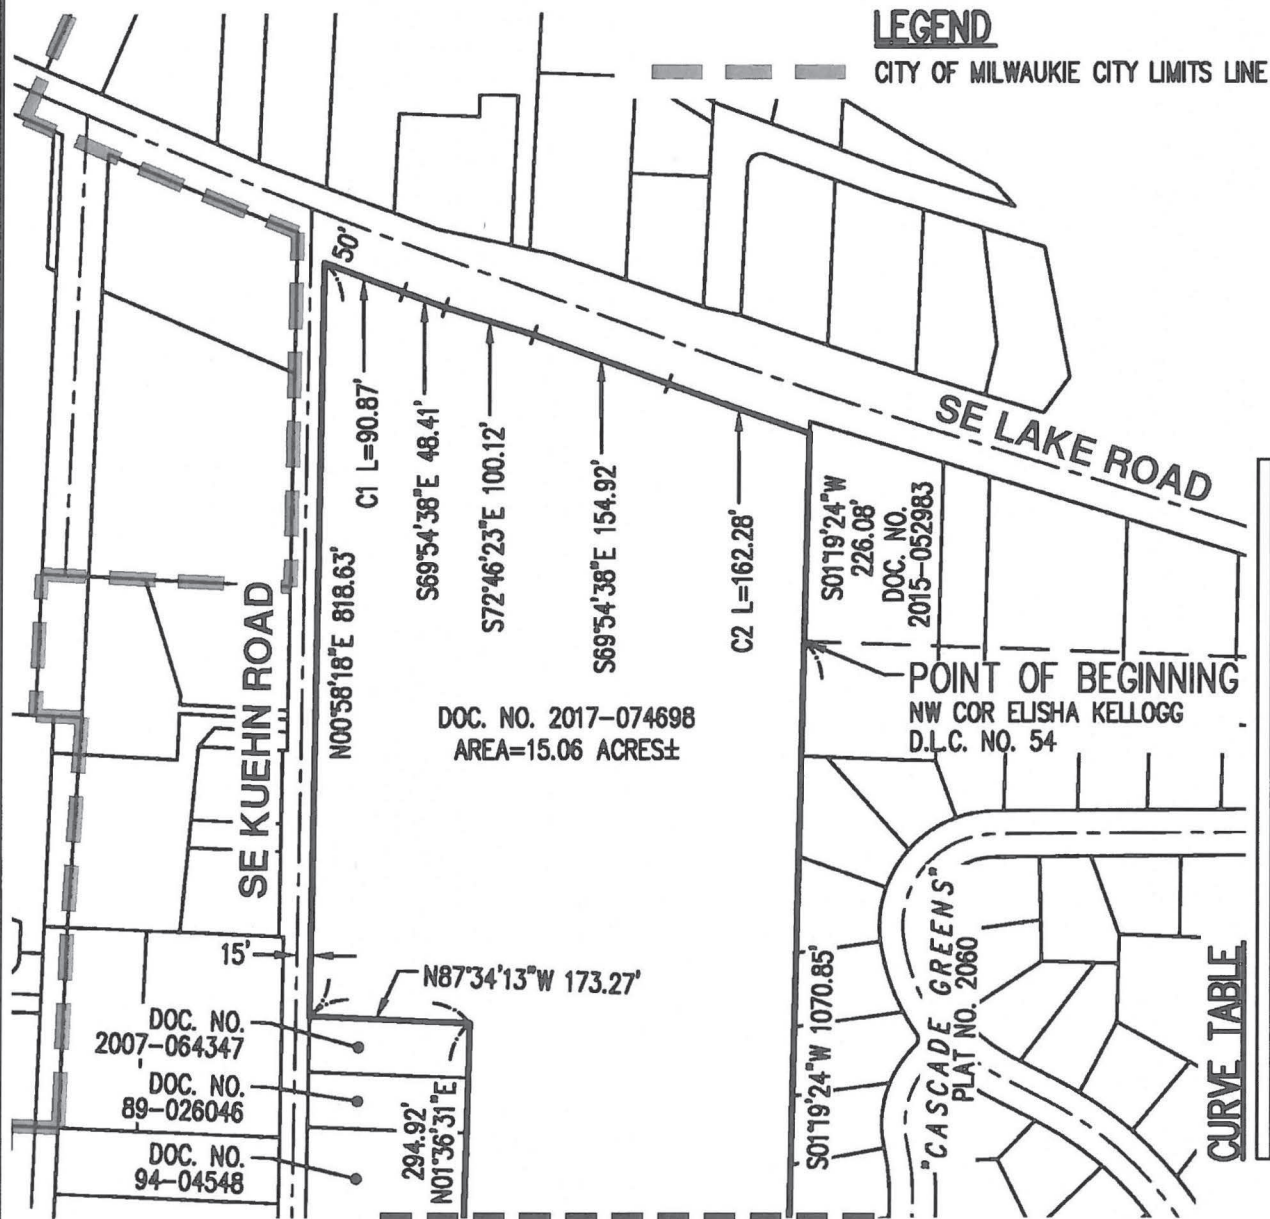 LEGEND
CITY OF MILWAUKIE CITY LIMITS LINE
50'
C1 L=90.87'
S69°54'38"E 48.41'
S72°46'23"E 100.12'
S69°54'38"E 154.92'
C2 L=162.28'
SE LAKE ROAD
S01°19'24"W
226.08'
DOC. NO.
2015-052983
N00°58'18"E 818.63'
SE KUEHN ROAD
POINT OF BEGINNING
NW COR ELISHA KELLOGG
D.L.C. NO. 54
DOC. NO. 2017-074698
AREA=15.06 ACRES±
15'
N87°34'13"W 173.27'
DOC. NO.
2007-064347
DOC. NO.
89-026046
DOC. NO.
94-04548
294.92'
N01°36'31"E
S01°19'24"W 1070.85'
"CASCADE GREENS"
PLAT NO. 2060
CURVE TABLE